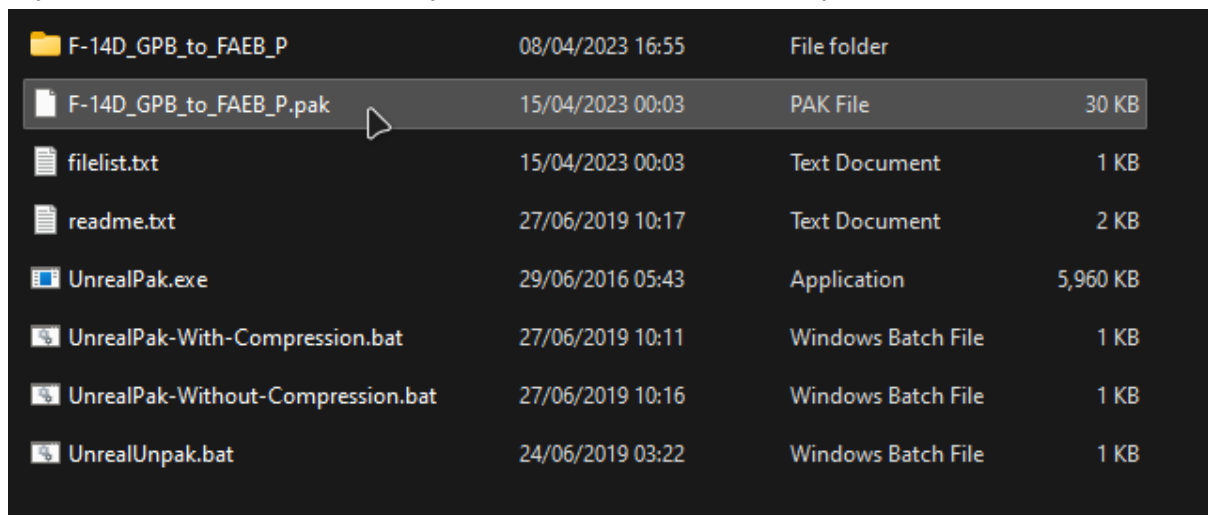 F-14D_GPB_to_FAEB_P 08/04/2023 16:55 File folder
F-14D_GPB_to_FAEB_P.pak 15/04/2023 00:03 PAK File 30 KB
filelist.txt 15/04/2023 00:03 Text Document 1 KB
readme.txt 27/06/2019 10:17 Text Document 2 KB
UnrealPak.exe 29/06/2016 05:43 Application 5,960 KB
UnrealPak-With-Compression.bat 27/06/2019 10:11 Windows Batch File 1 KB
UnrealPak-Without-Compression.bat 27/06/2019 10:16 Windows Batch File 1 KB
UnrealUnpak.bat 24/06/2019 03:22 Windows Batch File 1 KB